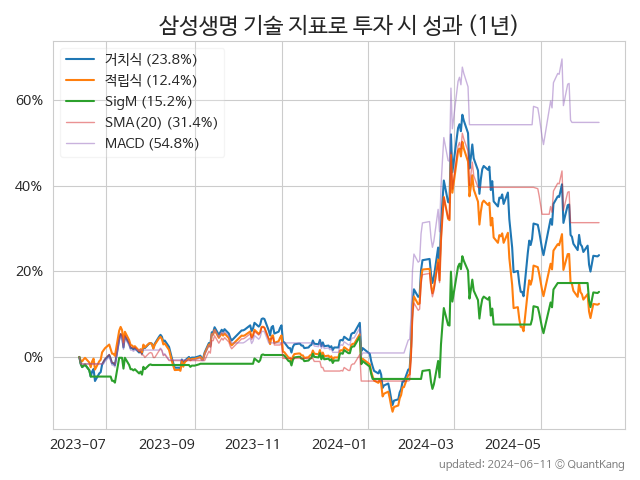 삼성생명 기술 지표로 투자 시 성과 (1년)
거치식 (23.8%)
적립식 (12.4%)
SigM (15.2%)
SMA(20) (31.4%)
MACD (54.8%)
60%
40%
20%
0%
2023-07 2023-09 2023-11 2024-01 2024-03 2024-05
updated: 2024-06-11 © QuantKang